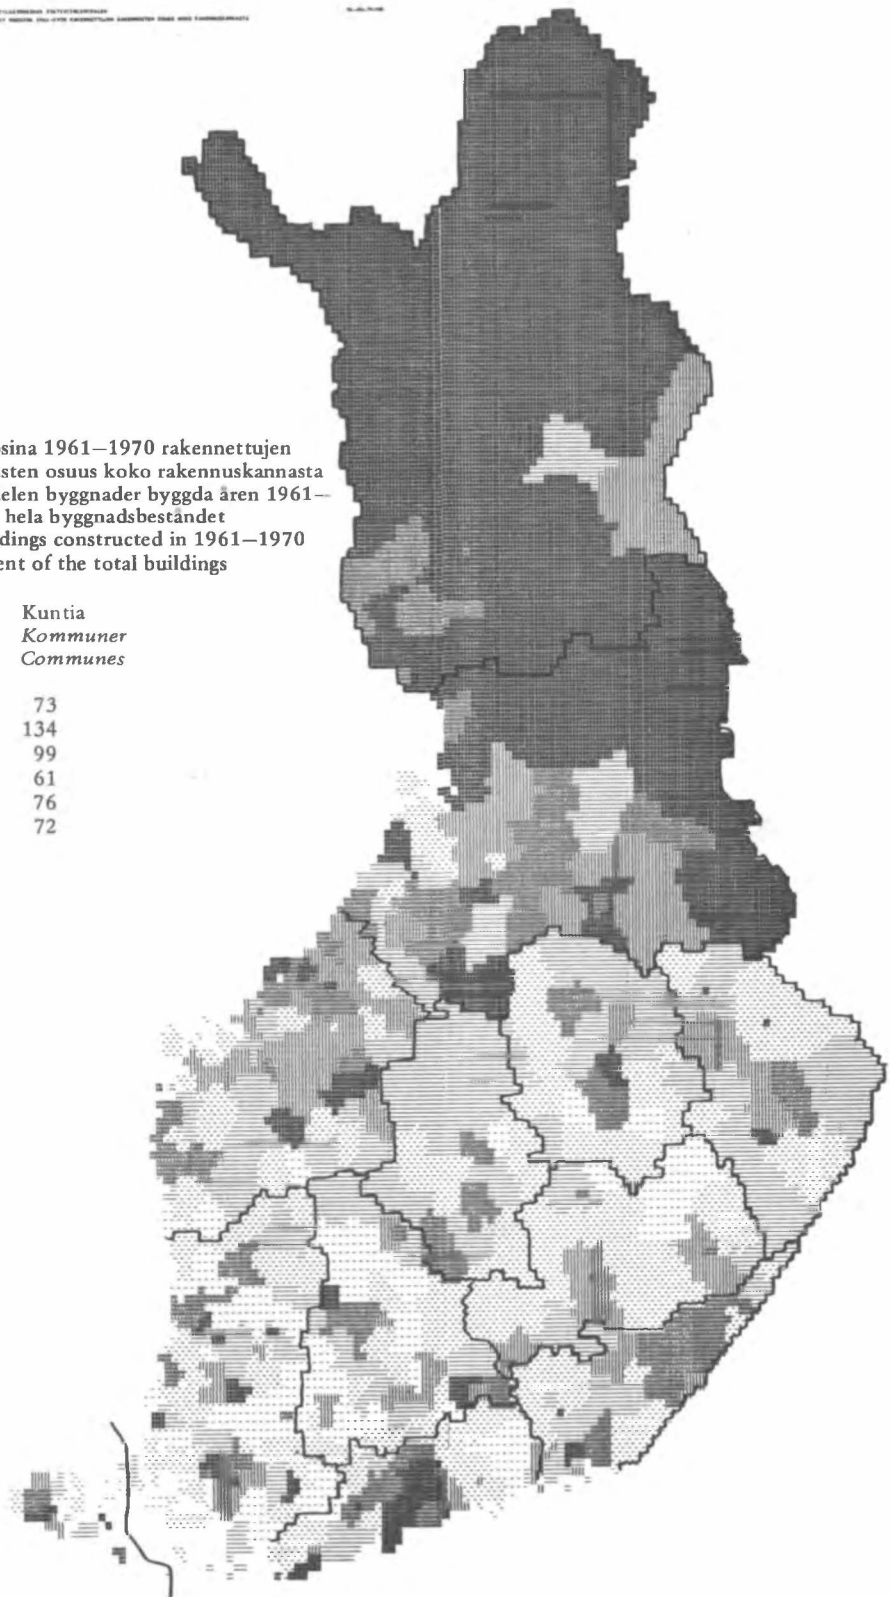 sina 1961—1970 rakennettujen
sten osuus koko rakennuskannasta
elen byggnader byggda åren 1961—
hela byggnadsbeståndet
dings constructed in 1961—1970
ent of the total buildings
Kuntia
Kommuner
Communes
73
134
99
61
76
72